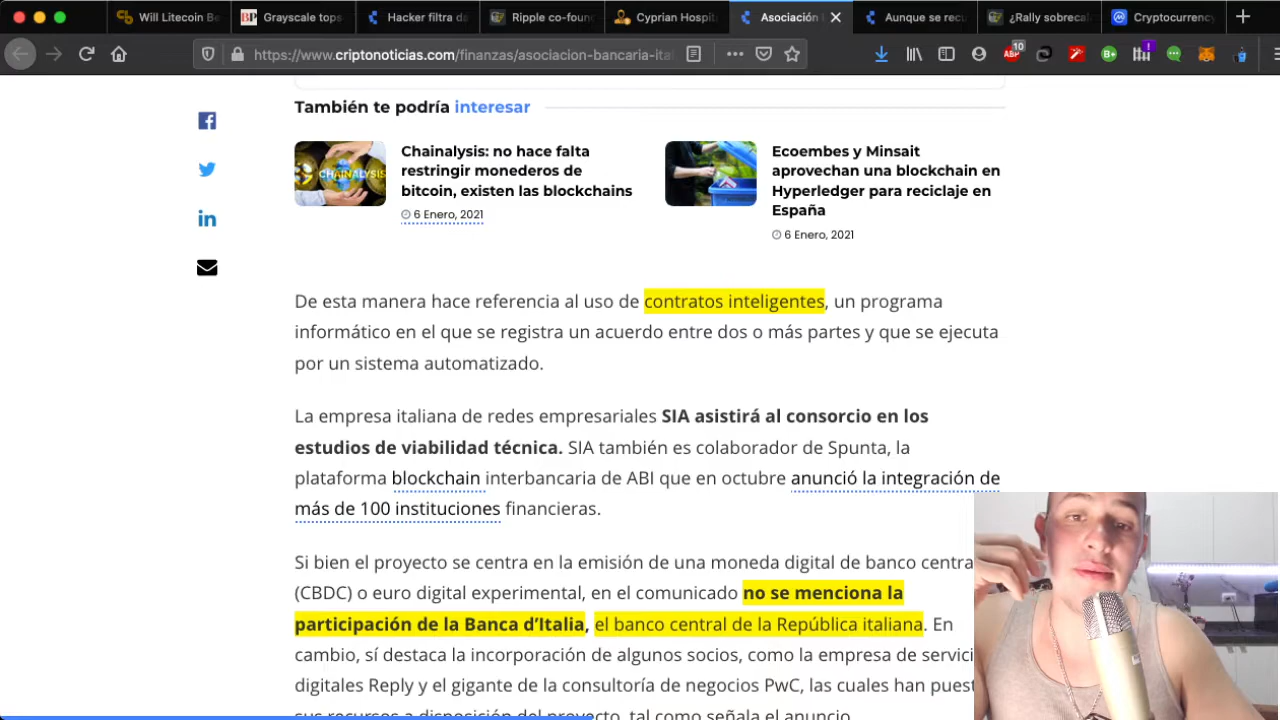 Will Litecoin Be
Grayscale tops
Hacker filtra da
Ripple co-foun
Cyprian Hospit
Asociación
Aunque se recu
¿Rally sobrecal
Cryptocurrency
https://www.criptonoticias.com/finanzas/asociacion-bancaria-ita
10
También te podría interesar
CHAINALYSIS
Chainalysis: no hace falta
restringir monederos de
bitcoin, existen las blockchains
6 Enero, 2021
Ecoembes y Minsait
aprovechan una blockchain en
Hyperledger para reciclaje en
España
6 Enero, 2021
De esta manera hace referencia al uso de contratos inteligentes, un programa
informático en el que se registra un acuerdo entre dos o más partes y que se ejecuta
por un sistema automatizado.
La empresa italiana de redes empresariales SIA asistirá al consorcio en los
estudios de viabilidad técnica. SIA también es colaborador de Spunta, la
plataforma blockchain interbancaria de ABI que en octubre anunció la integración de
más de 100 instituciones financieras.
Si bien el proyecto se centra en la emisión de una moneda digital de banco centra
(CBDC) o euro digital experimental, en el comunicado no se menciona la
participación de la Banca d’Italia, el banco central de la República italiana. En
cambio, sí destaca la incorporación de algunos socios, como la empresa de servici
digitales Reply y el gigante de la consultoría de negocios PwC, las cuales han puest
sus recursos a disposición del proyecto, tal como señala el anuncio.